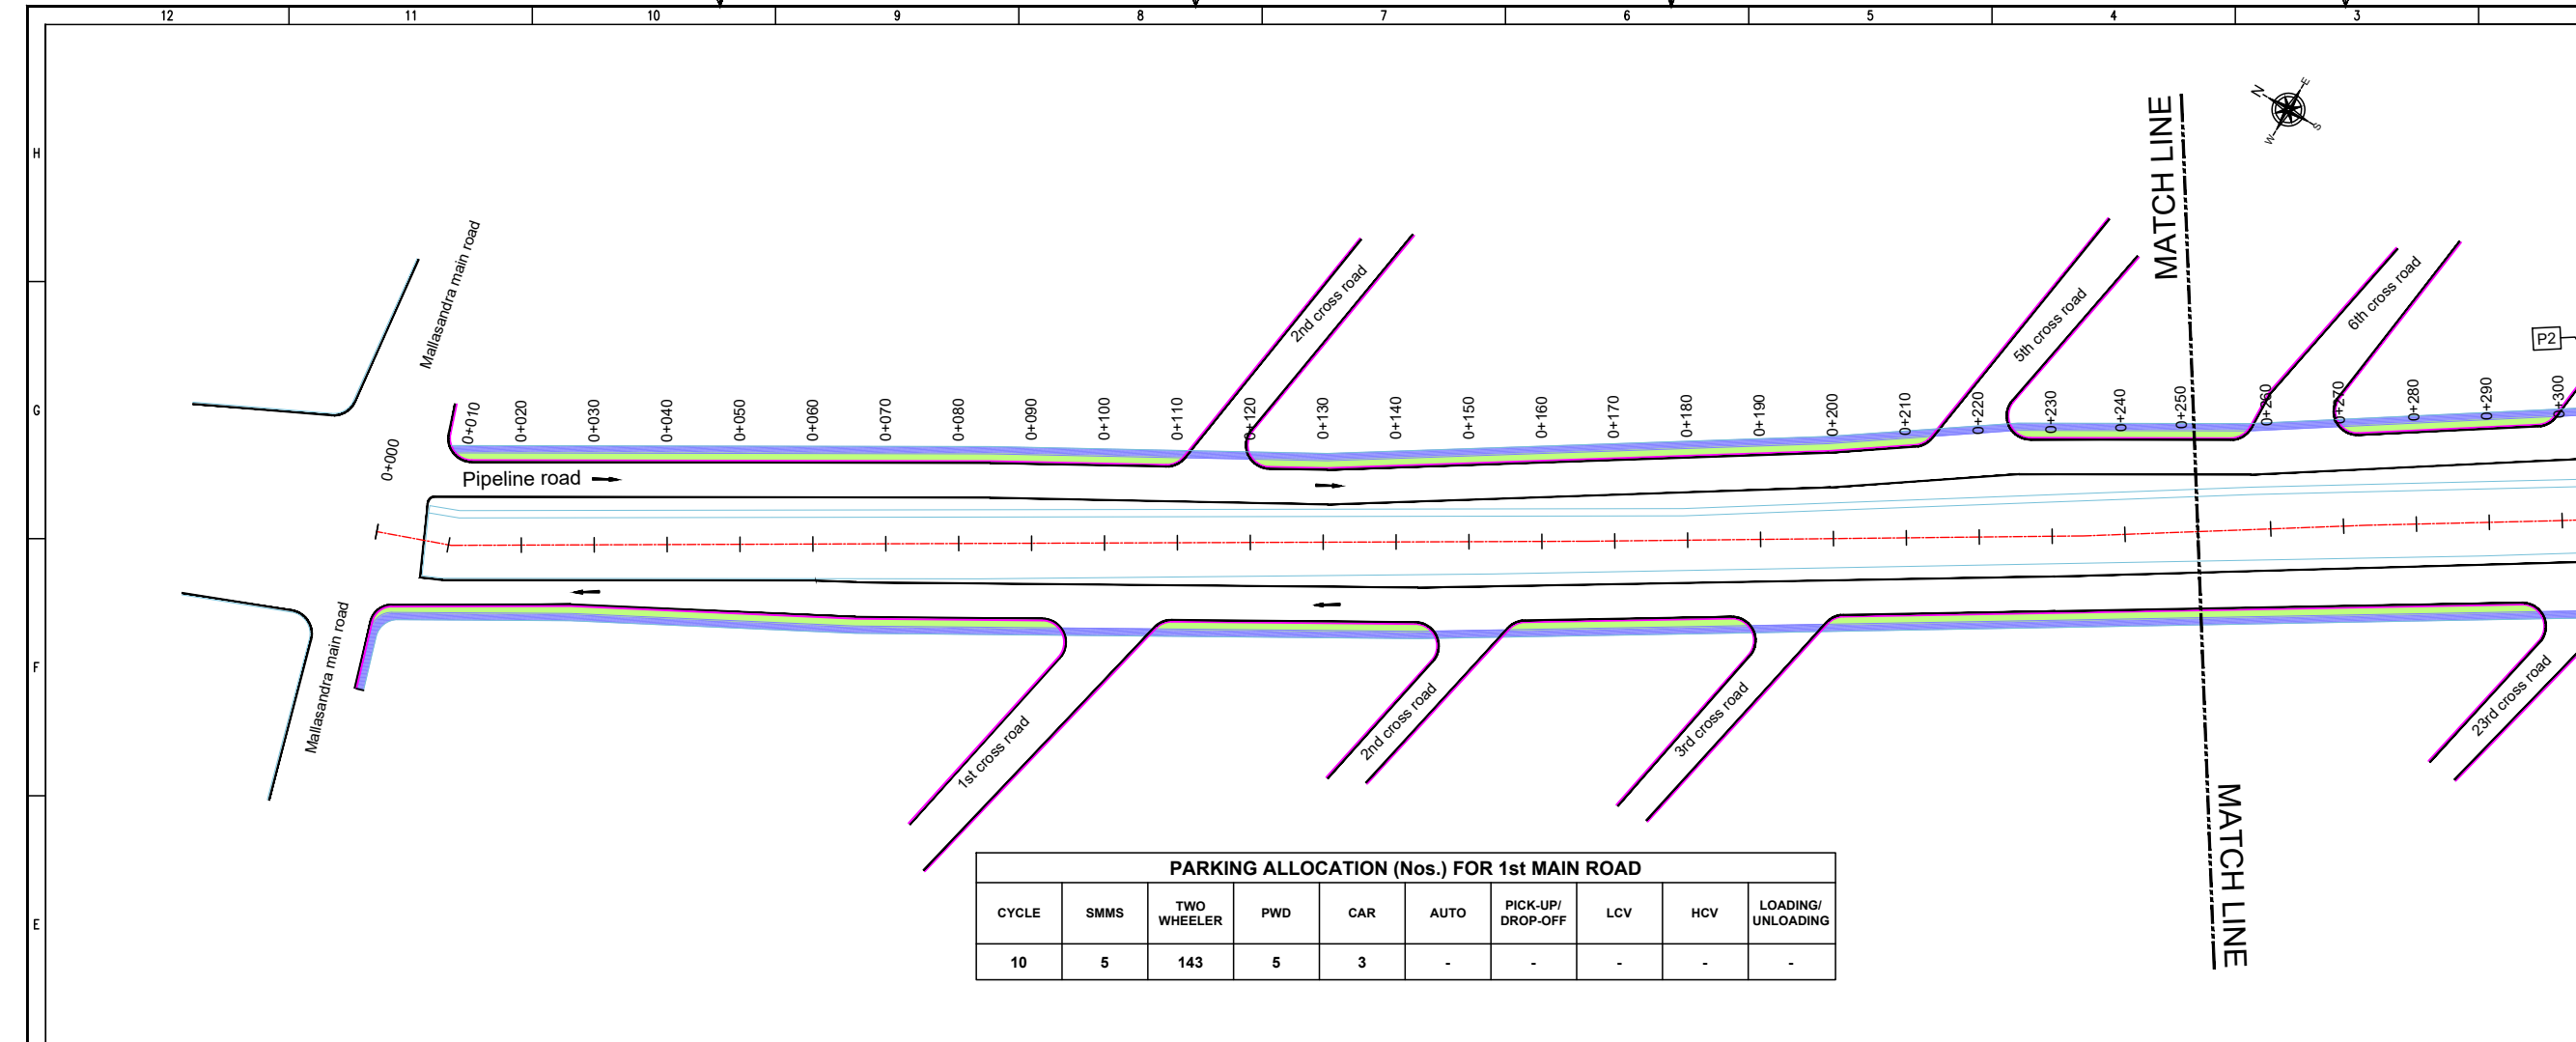 12 11 10 9 8 7 6 5 4 3
H
G
F
E
N
E
S
W
MATCH LINE
Mallasandra main road
2nd cross road
5th cross road
6th cross road
P2
0+000 0+010 0+020 0+030 0+040 0+050 0+060 0+070 0+080 0+090 0+100 0+110 0+120 0+130 0+140 0+150 0+160 0+170 0+180 0+190 0+200 0+210 0+220 0+230 0+240 0+250 0+260 0+270 0+280 0+290 0+300
Pipeline road
Mallasandra main road
1st cross road
2nd cross road
3rd cross road
23rd cross road
MATCH LINE
PARKING ALLOCATION (Nos.) FOR 1st MAIN ROAD
CYCLE SMMS TWO WHEELER PWD CAR AUTO PICK-UP/ DROP-OFF LCV HCV LOADING/ UNLOADING
10 5 143 5 3 - - - - -